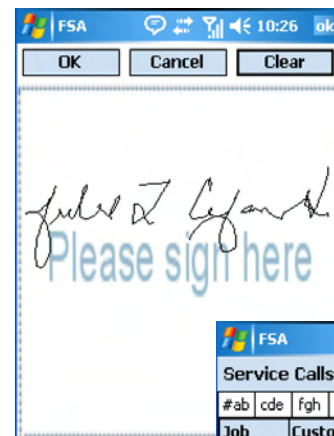 FSA 10:26 ok
OK Cancel Clear
Please sign here
FSA
Service Calls
#ab cde fgh
Job Custo